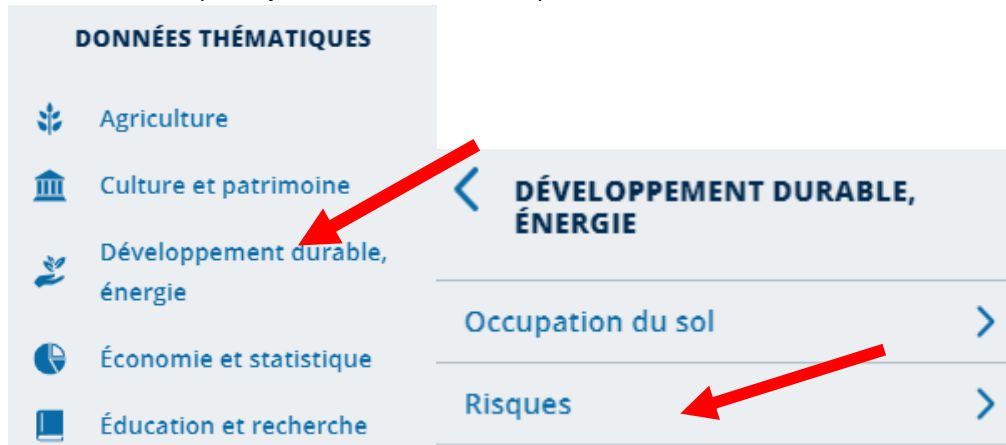 DONNÉES THÉMATIQUES
Agriculture
Culture et patrimoine
Développement durable,
énergie
Économie et statistique
Éducation et recherche
DÉVELOPPEMENT DURABLE,
ÉNERGIE
Occupation du sol
Risques